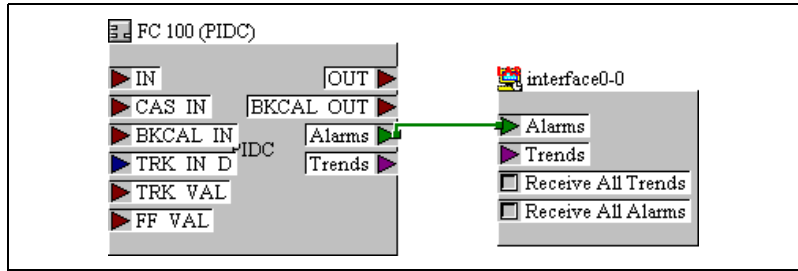 FC 100 (PIDC)
IN
OUT
CAS IN
BKCAL OUT
BKCAL IN
Alarms
PIDC
TRK IN D
Trends
TRK VAL
FF VAL
interface0-0
Alarms
Trends
Receive All Trends
Receive All Alarms